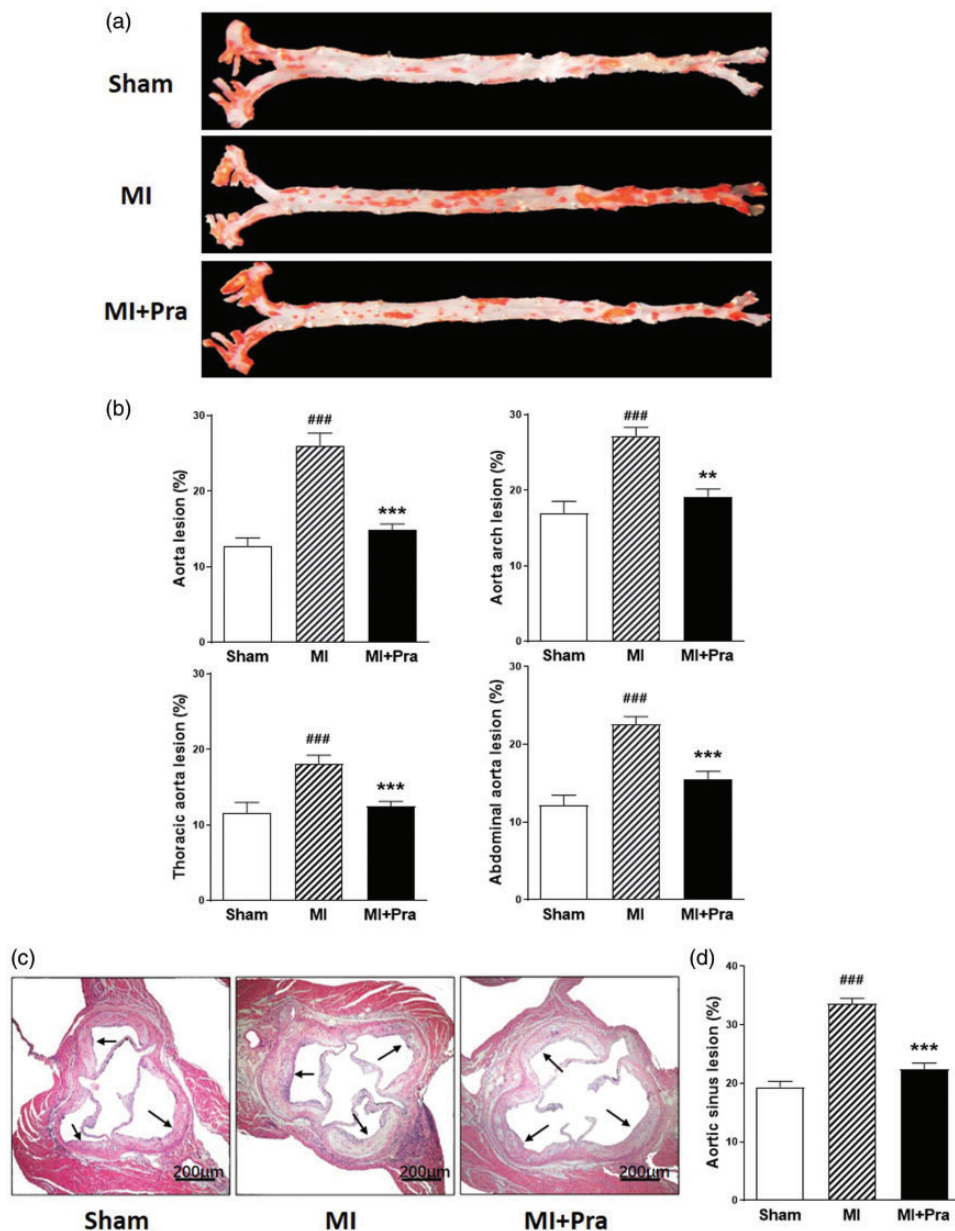 (a)
Sham
MI
MI+Pra
(b)
Aorta lesion (%)
30
20
10
0
###
***
Sham MI MI+Pra
Aorta arch lesion (%)
30
20
10
0
###
**
Sham MI MI+Pra
Thoracic aorta lesion (%)
30
20
10
0
###
***
Sham MI MI+Pra
Abdominal aorta lesion (%)
30
20
10
0
###
***
Sham MI MI+Pra
(c)
200μm
200μm
200μm
Sham MI MI+Pra
(d)
Aortic sinus lesion (%)
40
30
20
10
0
###
***
Sham MI MI+Pra